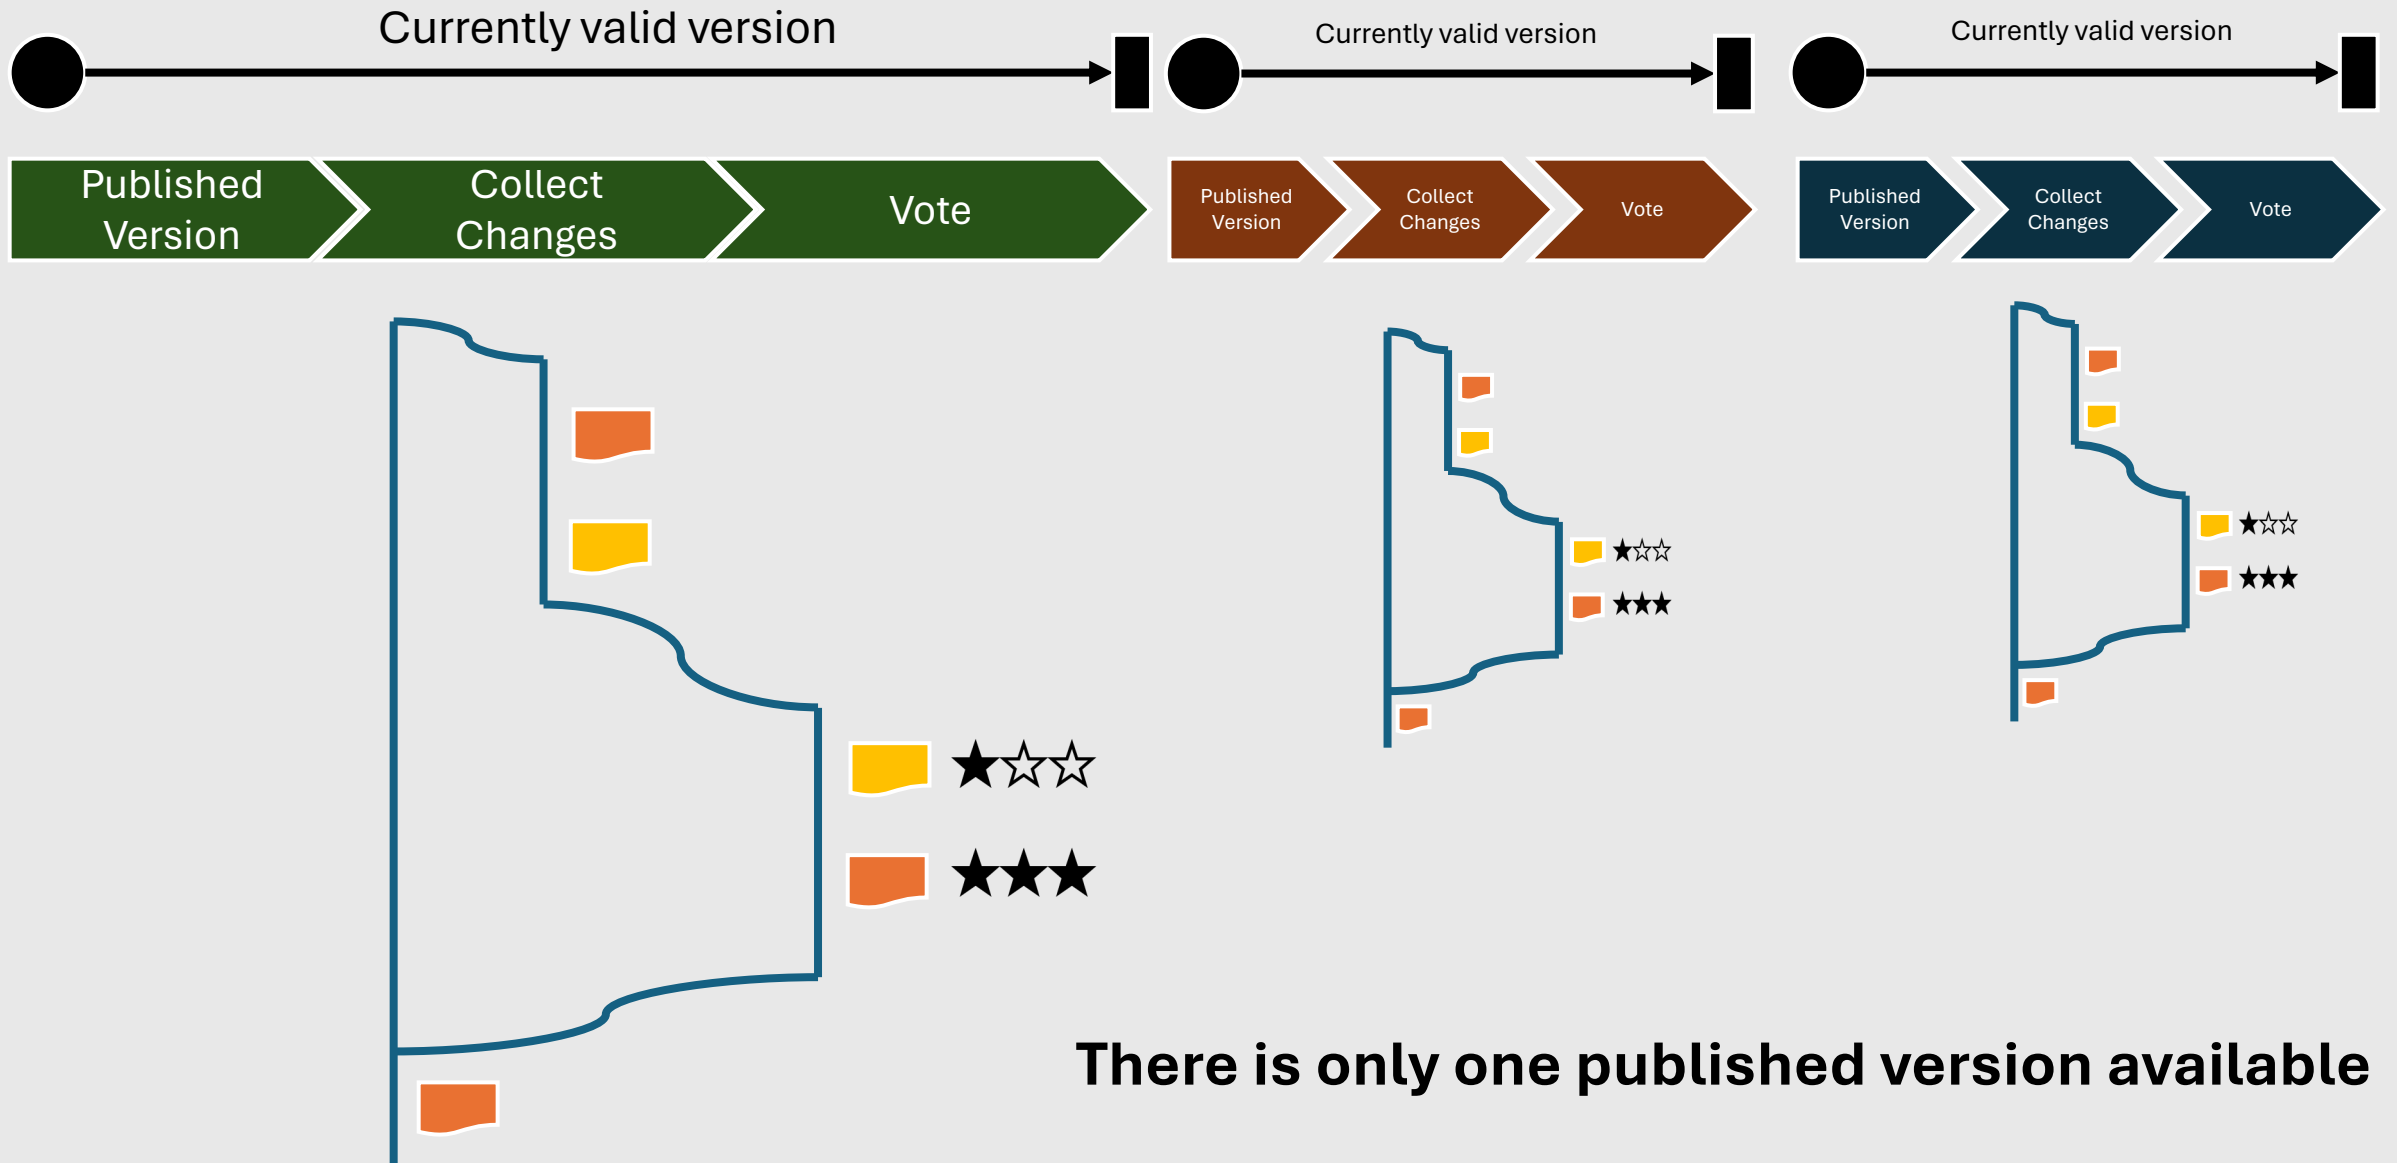 Currently valid version
Currently valid version
Currently valid version
Published
Version
Collect
Changes
Vote
Published
Version
Collect
Changes
Vote
Published
Version
Collect
Changes
Vote
★☆☆
★★★
★☆☆
★★★
★☆☆
★★★
There is only one published version available